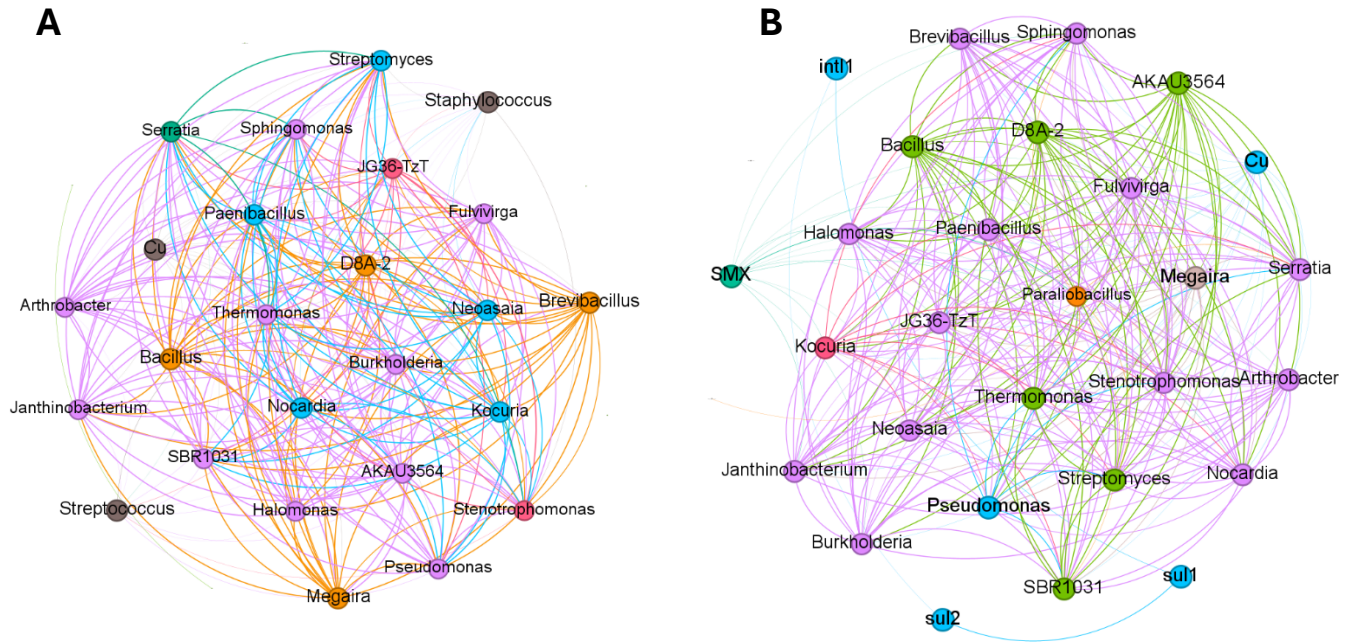 A
Streptomyces
Staphylococcus
Serratia
Sphingomonas
JG36-TzT
Paenibacillus
Fulvivirga
Cu
D8A-2
Arthrobacter
Thermomonas
Neoasaia
Brevibacillus
Bacillus
Burkholderia
Janthinobacterium
Nocardia
Kocuria
SBR1031
AKAU3564
Streptococcus
Halomonas
Stenotrophomonas
Pseudomonas
Megaira
B
Brevibacillus
Sphingomonas
intl1
AKAU3564
D8A-2
Bacillus
Cu
Fulvivirga
Halomonas
Paenibacillus
SMX
Megaira
Serratia
Paraliobacillus
JG36-TzT
Kocuria
Stenotrophomonas
Arthrobacter
Thermomonas
Neoasaia
Janthinobacterium
Streptomyces
Nocardia
Pseudomonas
Burkholderia
SBR1031
sul1
sul2